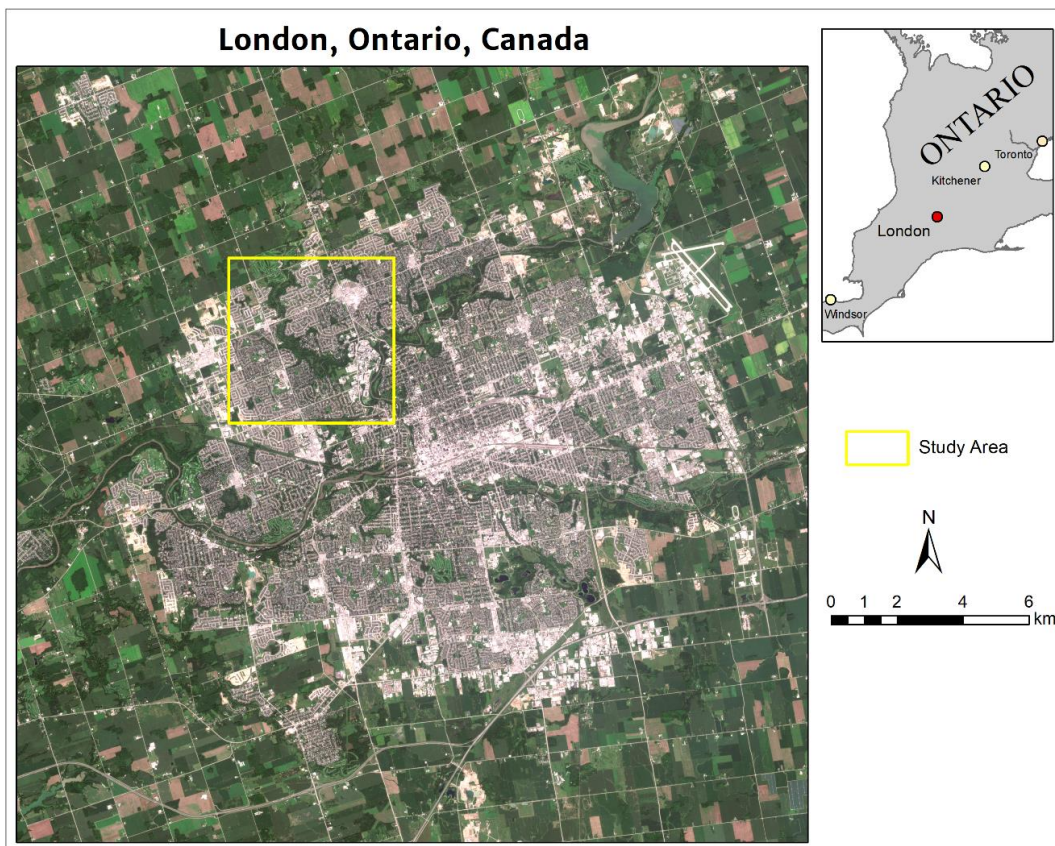 London, Ontario, Canada
ONTARIO
Toronto
Kitchener
London
Windsor
Study Area
N
0 1 2 4 6
km